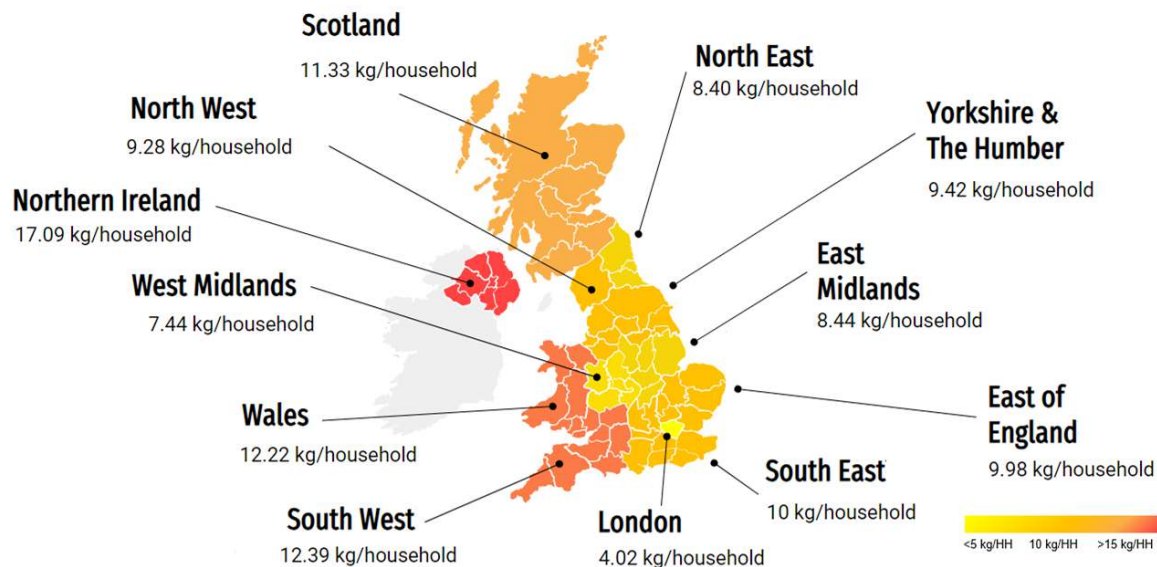 Scotland
11.33 kg/household
North East
8.40 kg/household
North West
9.28 kg/household
Yorkshire &
The Humber
9.42 kg/household
Northern Ireland
17.09 kg/household
West Midlands
7.44 kg/household
East
Midlands
8.44 kg/household
Wales
12.22 kg/household
East of
England
9.98 kg/household
South East
10 kg/household
South West
12.39 kg/household
London
4.02 kg/household
<5 kg/HH 10 kg/HH >15 kg/HH